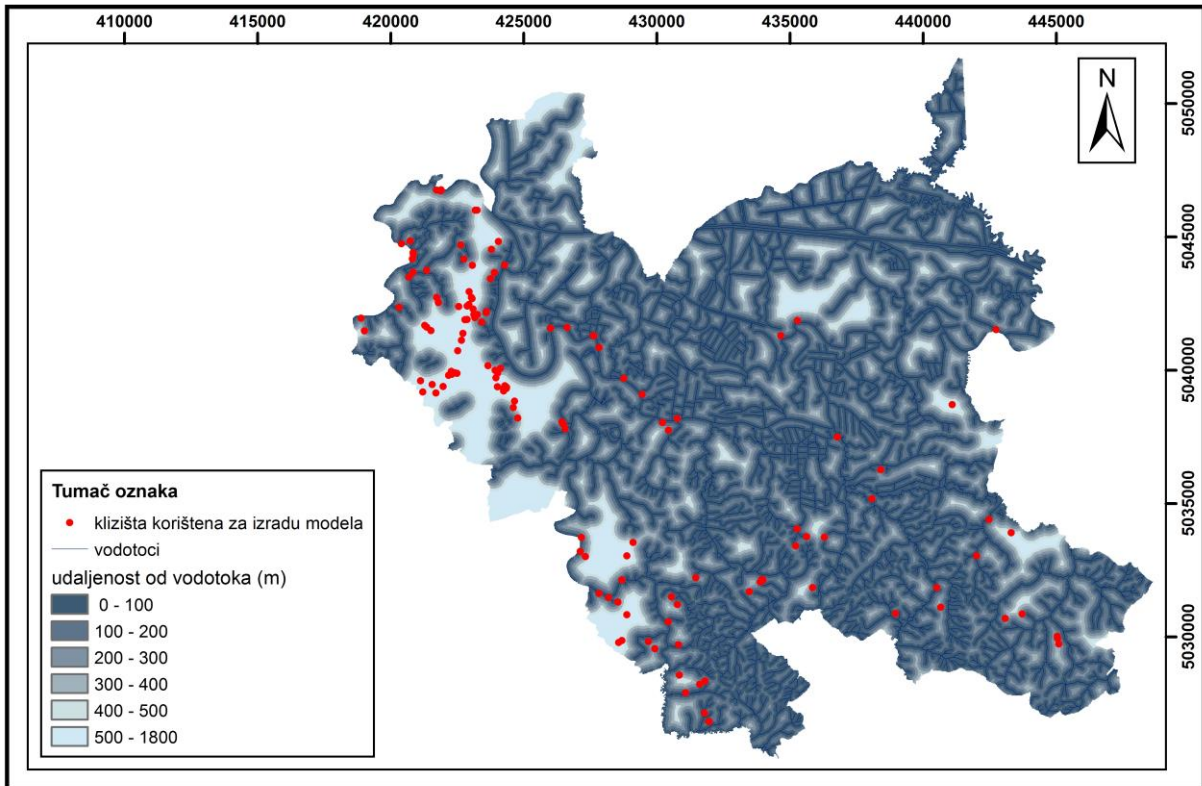 410000 415000 420000 425000 430000 435000 440000 445000
N
5050000
5045000
5040000
5035000
5030000
Tumač oznaka
klizišta korištena za izradu modela
vodotoci
udaljenost od vodotoka (m)
0 - 100
100 - 200
200 - 300
300 - 400
400 - 500
500 - 1800